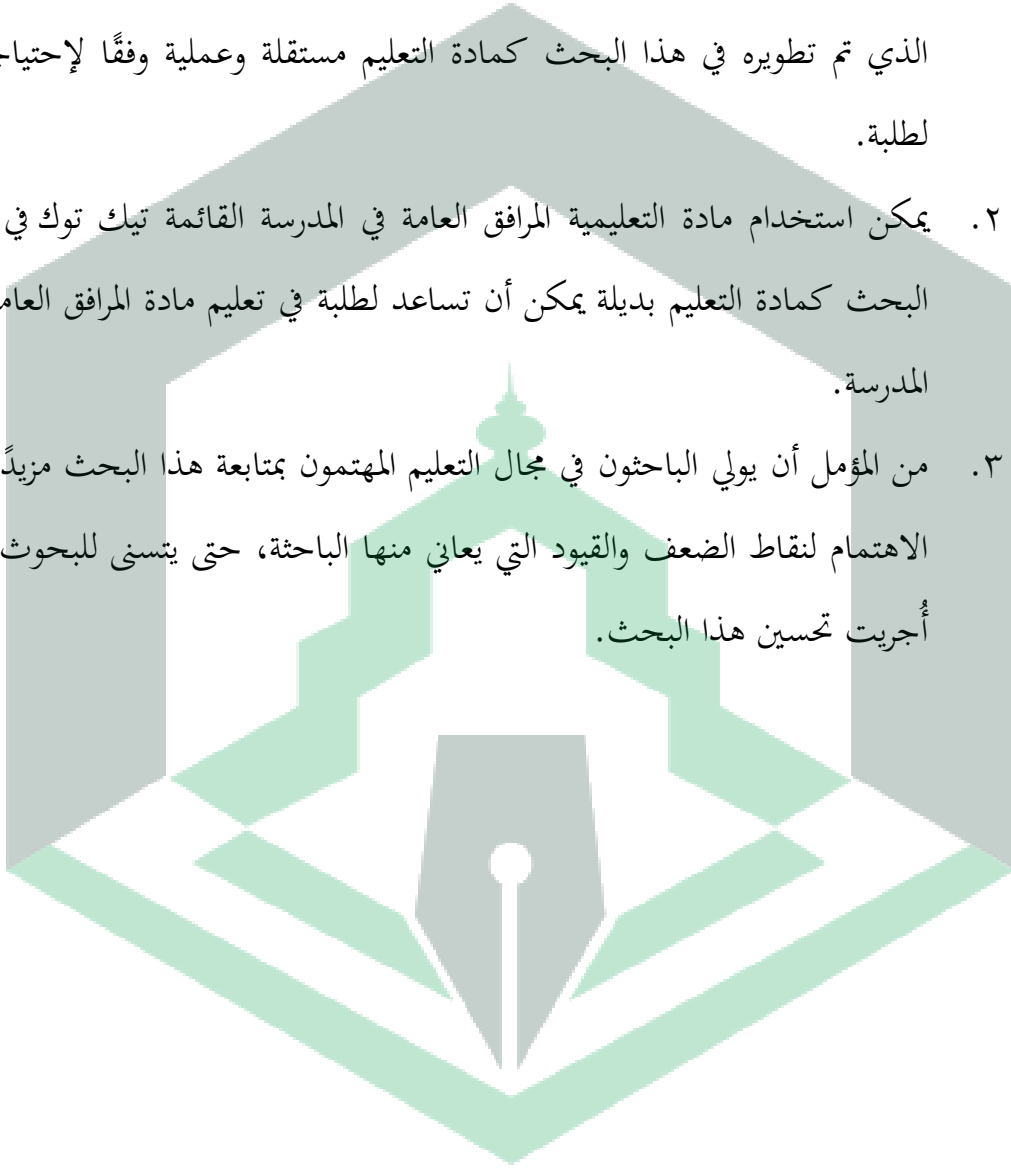 الذي تم تطويره في هذا البحث كمادة التعليم مستقلة وعملية وفقًا
لطلبة.
٢. يمكن استخدام مادة التعليمية المرافق العامة في المدرسة القائمة تيك توك في
البحث كمادة التعليم بديلة يمكن أن تساعد لطلبة في تعليم مادة المرافق
المدرسة.
٣. من المؤمل أن يولي الباحثون في مجال التعليم المهتمون بمتابعة هذا البحث مزيدً
الاهتمام لنقاط الضعف والقيود التي يعاني منها الباحثة، حتى يتسنى للبحوث
أُجريت تحسين هذا البحث.